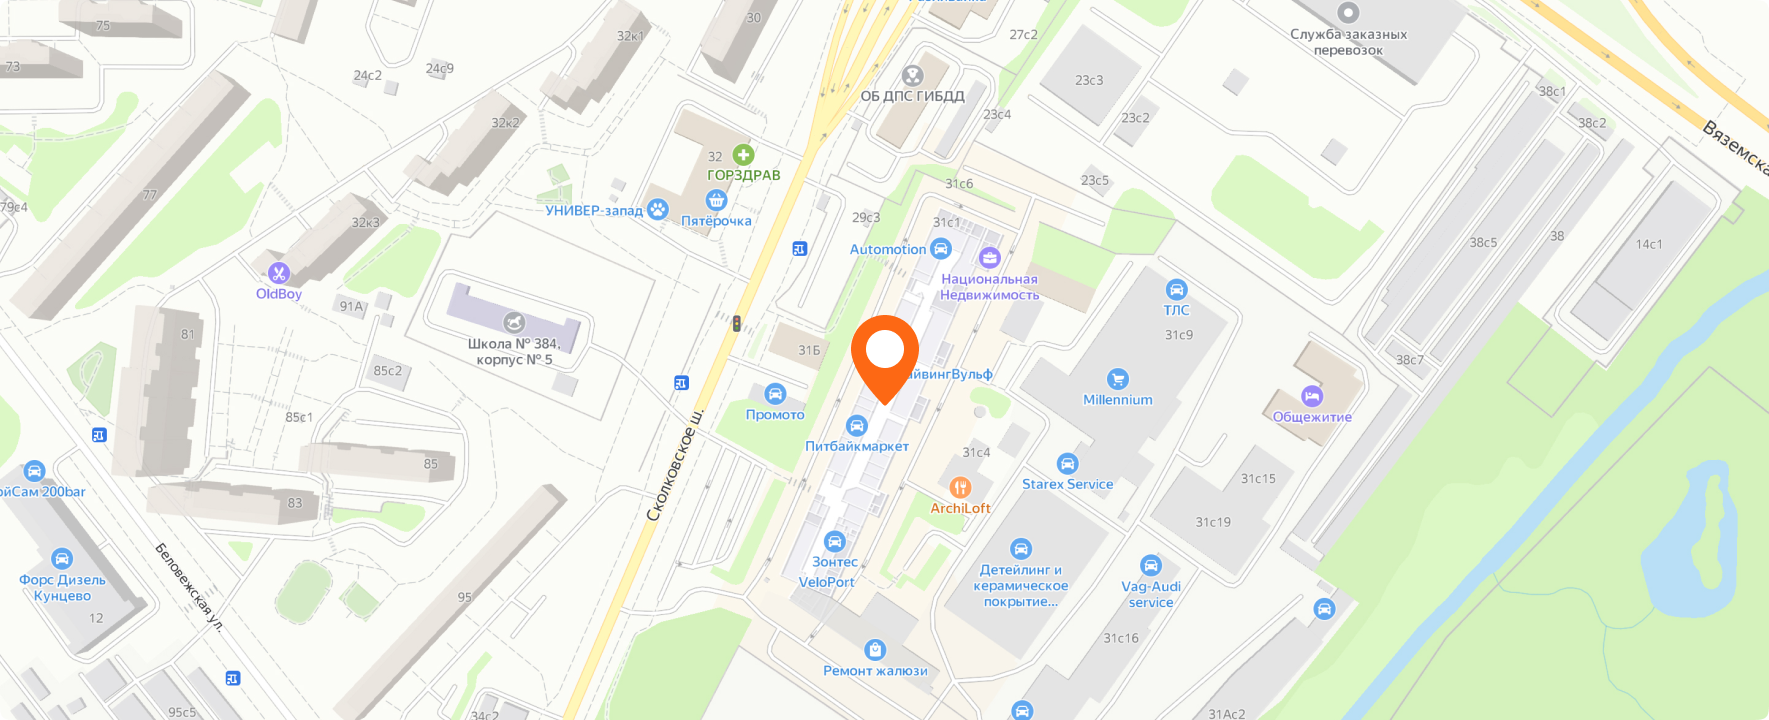 75
30
32к1
27с2
Служба заказных
перевозок
73
24с2
24с9
23с3
ОБ ДПС ГИБДД
38с1
23с4
23с2
38с2
32к2
Вяземска
32
ГОРЗДРАВ
77
23с5
31с6
79с4
УНИВЕР-запад
Пятёрочка
29с3
31с1
32к3
Automotion
38с5
38
14с1
OldBoy
Национальная
Недвижимость
91А
ТЛС
81
Школа № 384,
корпус № 5
31Б
31с9
38с7
85с2
айвингВульф
Millennium
Промото
85с1
Общежитие
Питбайкмаркет
Сколковское ш.
31с4
85
ойСам 200bar
Starex Service
31с15
83
ArchiLoft
31с19
Беловежская ул.
Зонтес
VeloPort
Форс Дизель
Кунцево
Детейлинг и
керамическое
покрытие...
Vag-Audi
service
95
12
31с16
Ремонт жалюзи
95с5
34с2
31Ас2